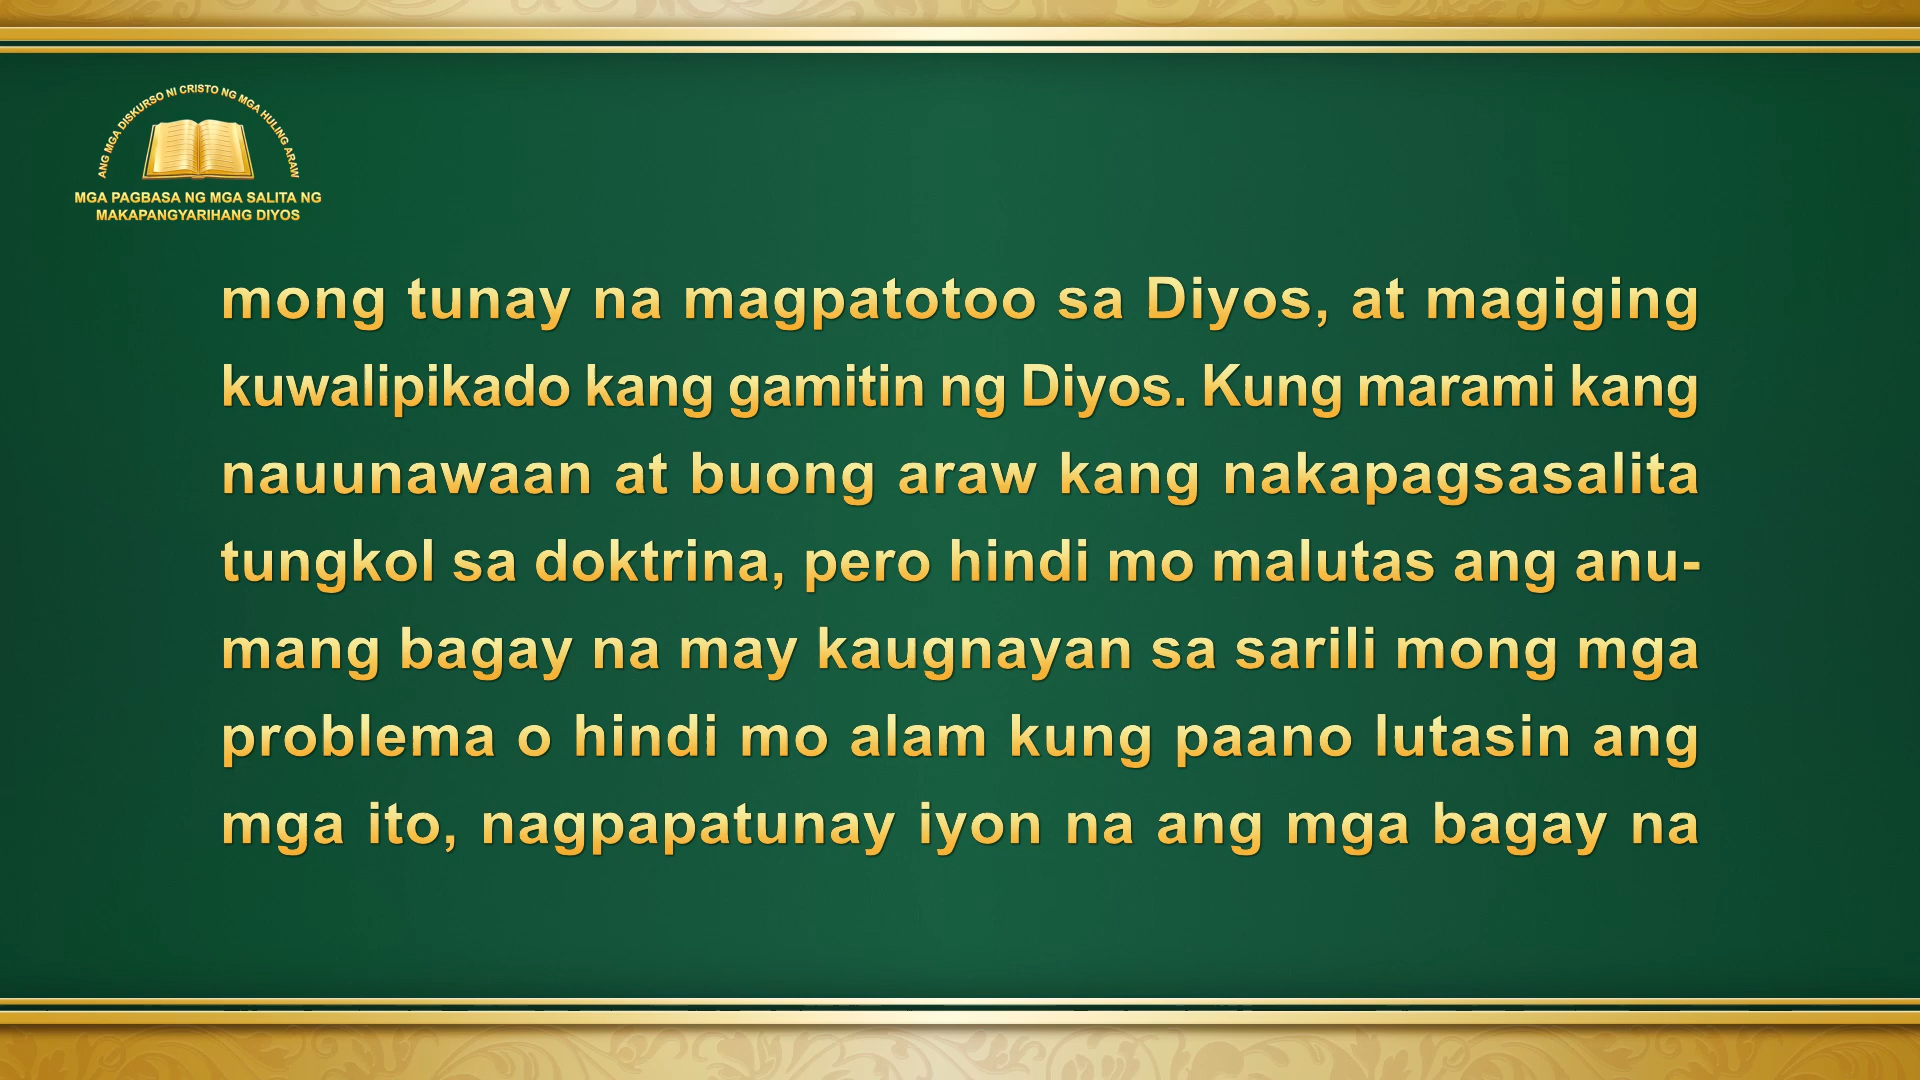 ANG MGA DISKURSO NI CRISTO NG MGA HULING ARAW
MGA PAGBASA NG MGA SALITA NG
MAKAPANGYARIHANG DIYOS
mong tunay na magpatotoo sa Diyos, at magiging
kuwalipikado kang gamitin ng Diyos. Kung marami kang
nauunawaan at buong araw kang nakapagsasalita
tungkol sa doktrina, pero hindi mo malutas ang anu-
mang bagay na may kaugnayan sa sarili mong mga
problema o hindi mo alam kung paano lutasin ang
mga ito, nagpapatunay iyon na ang mga bagay na